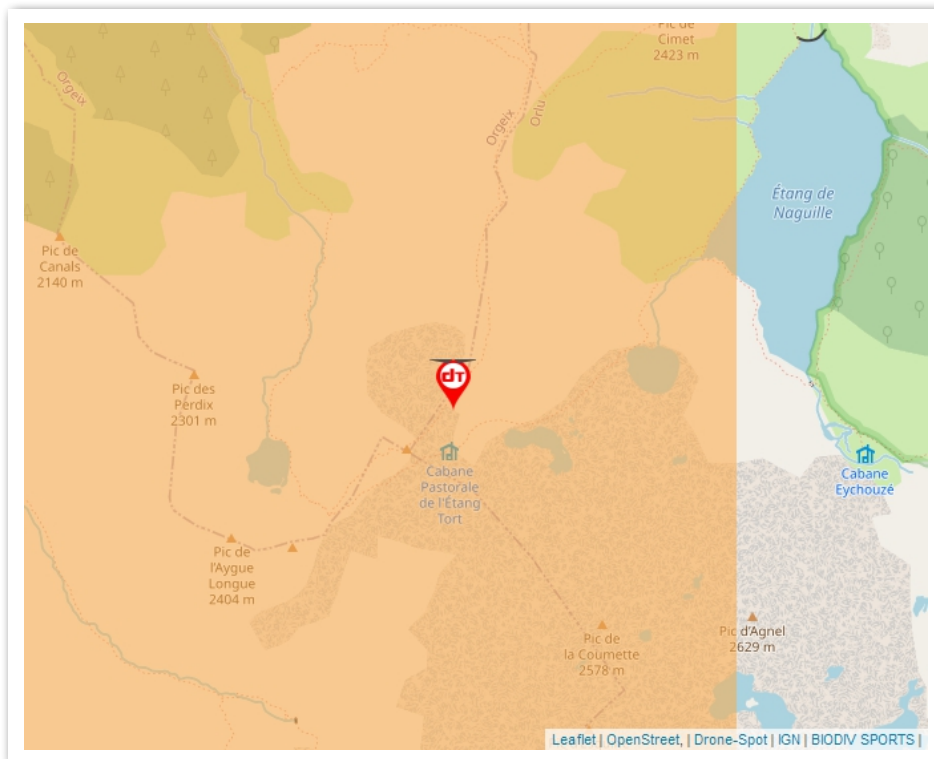 Pic de
Cimet
2423 m
Orgeix
Orgeix
Orlu
Étang de
Naguille
Pic de
Canals
2140 m
dT
Pic des
Perdix
2301 m
Cabane
Pastorale
de l'Étang
Tort
Cabane
Eychouzé
Pic de
l'Aygue
Longue
2404 m
Pic de
la Coumette
2578 m
Pic d'Agnel
2629 m
Leaflet | OpenStreet, | Drone-Spot | IGN | BIODIV SPORTS |